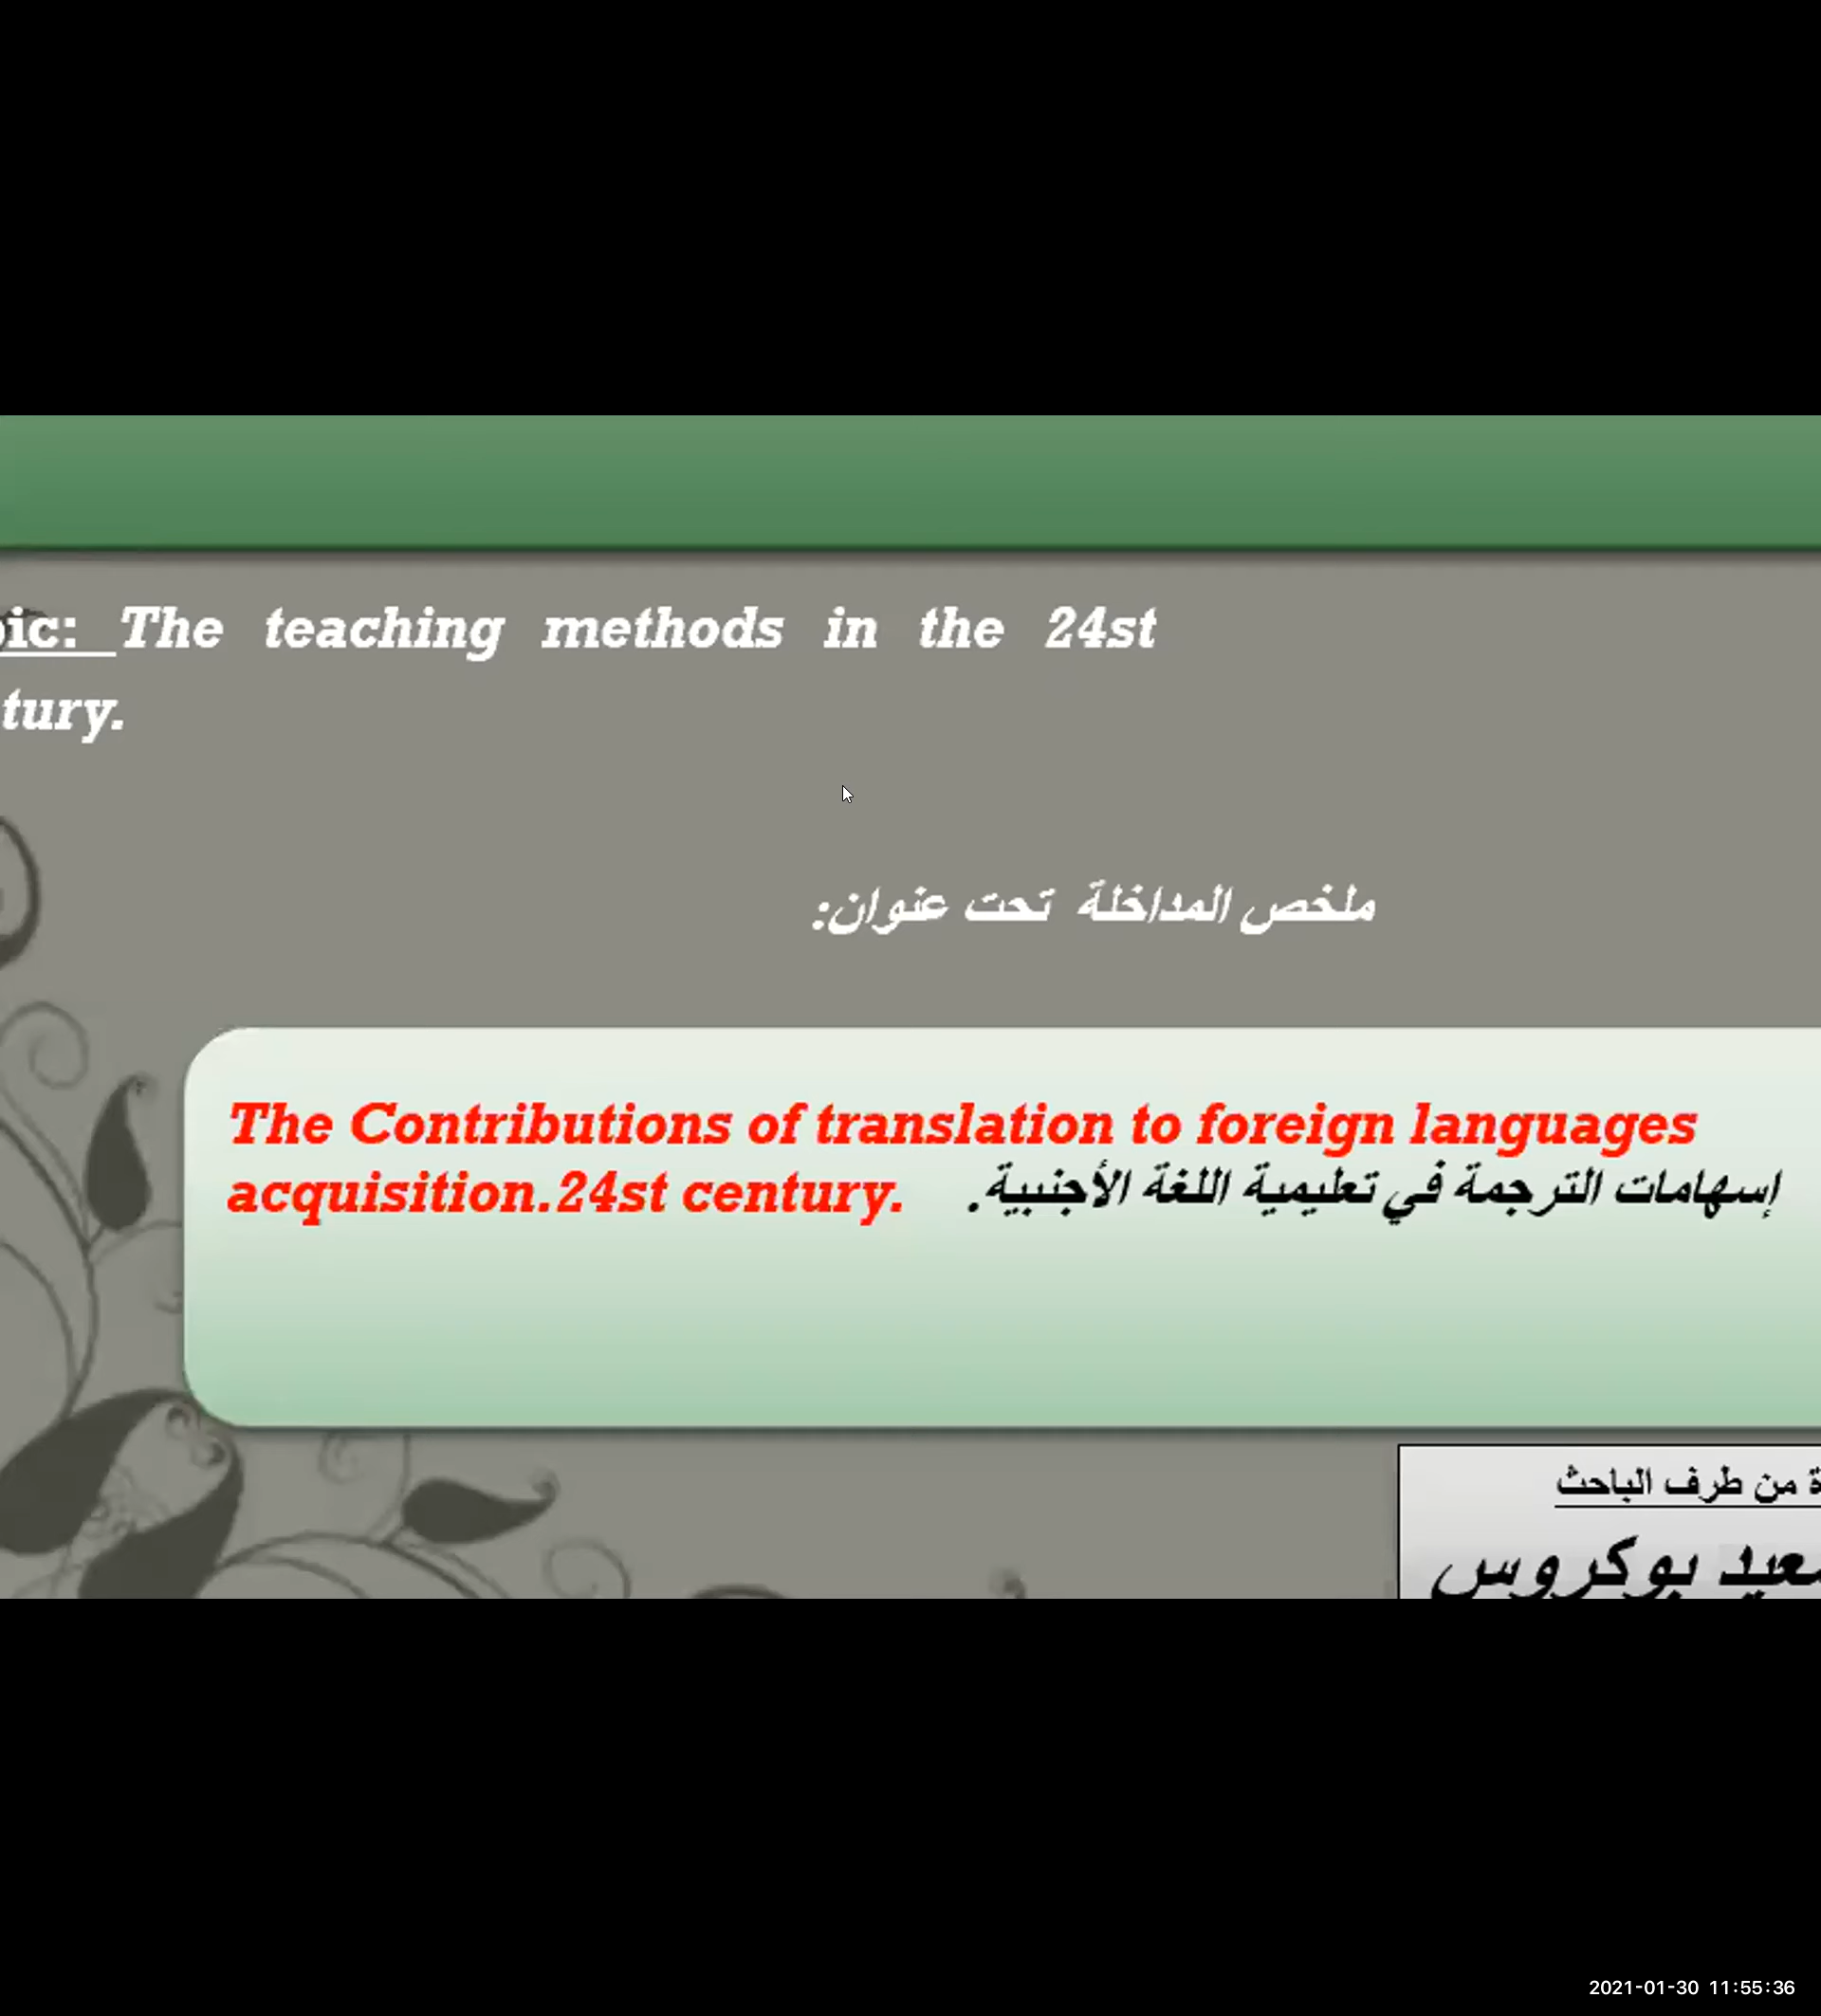 ic: The teaching methods in the 24st
tury.
ملخص المداخلة تحت عنوان:
The Contributions of translation to foreign languages
acquisition.24st century. إسهامات الترجمة في تعليمية اللغة الأجنبية.
ة من طرف الباحث
عيد بوكروس
2021-01-30 11:55:36